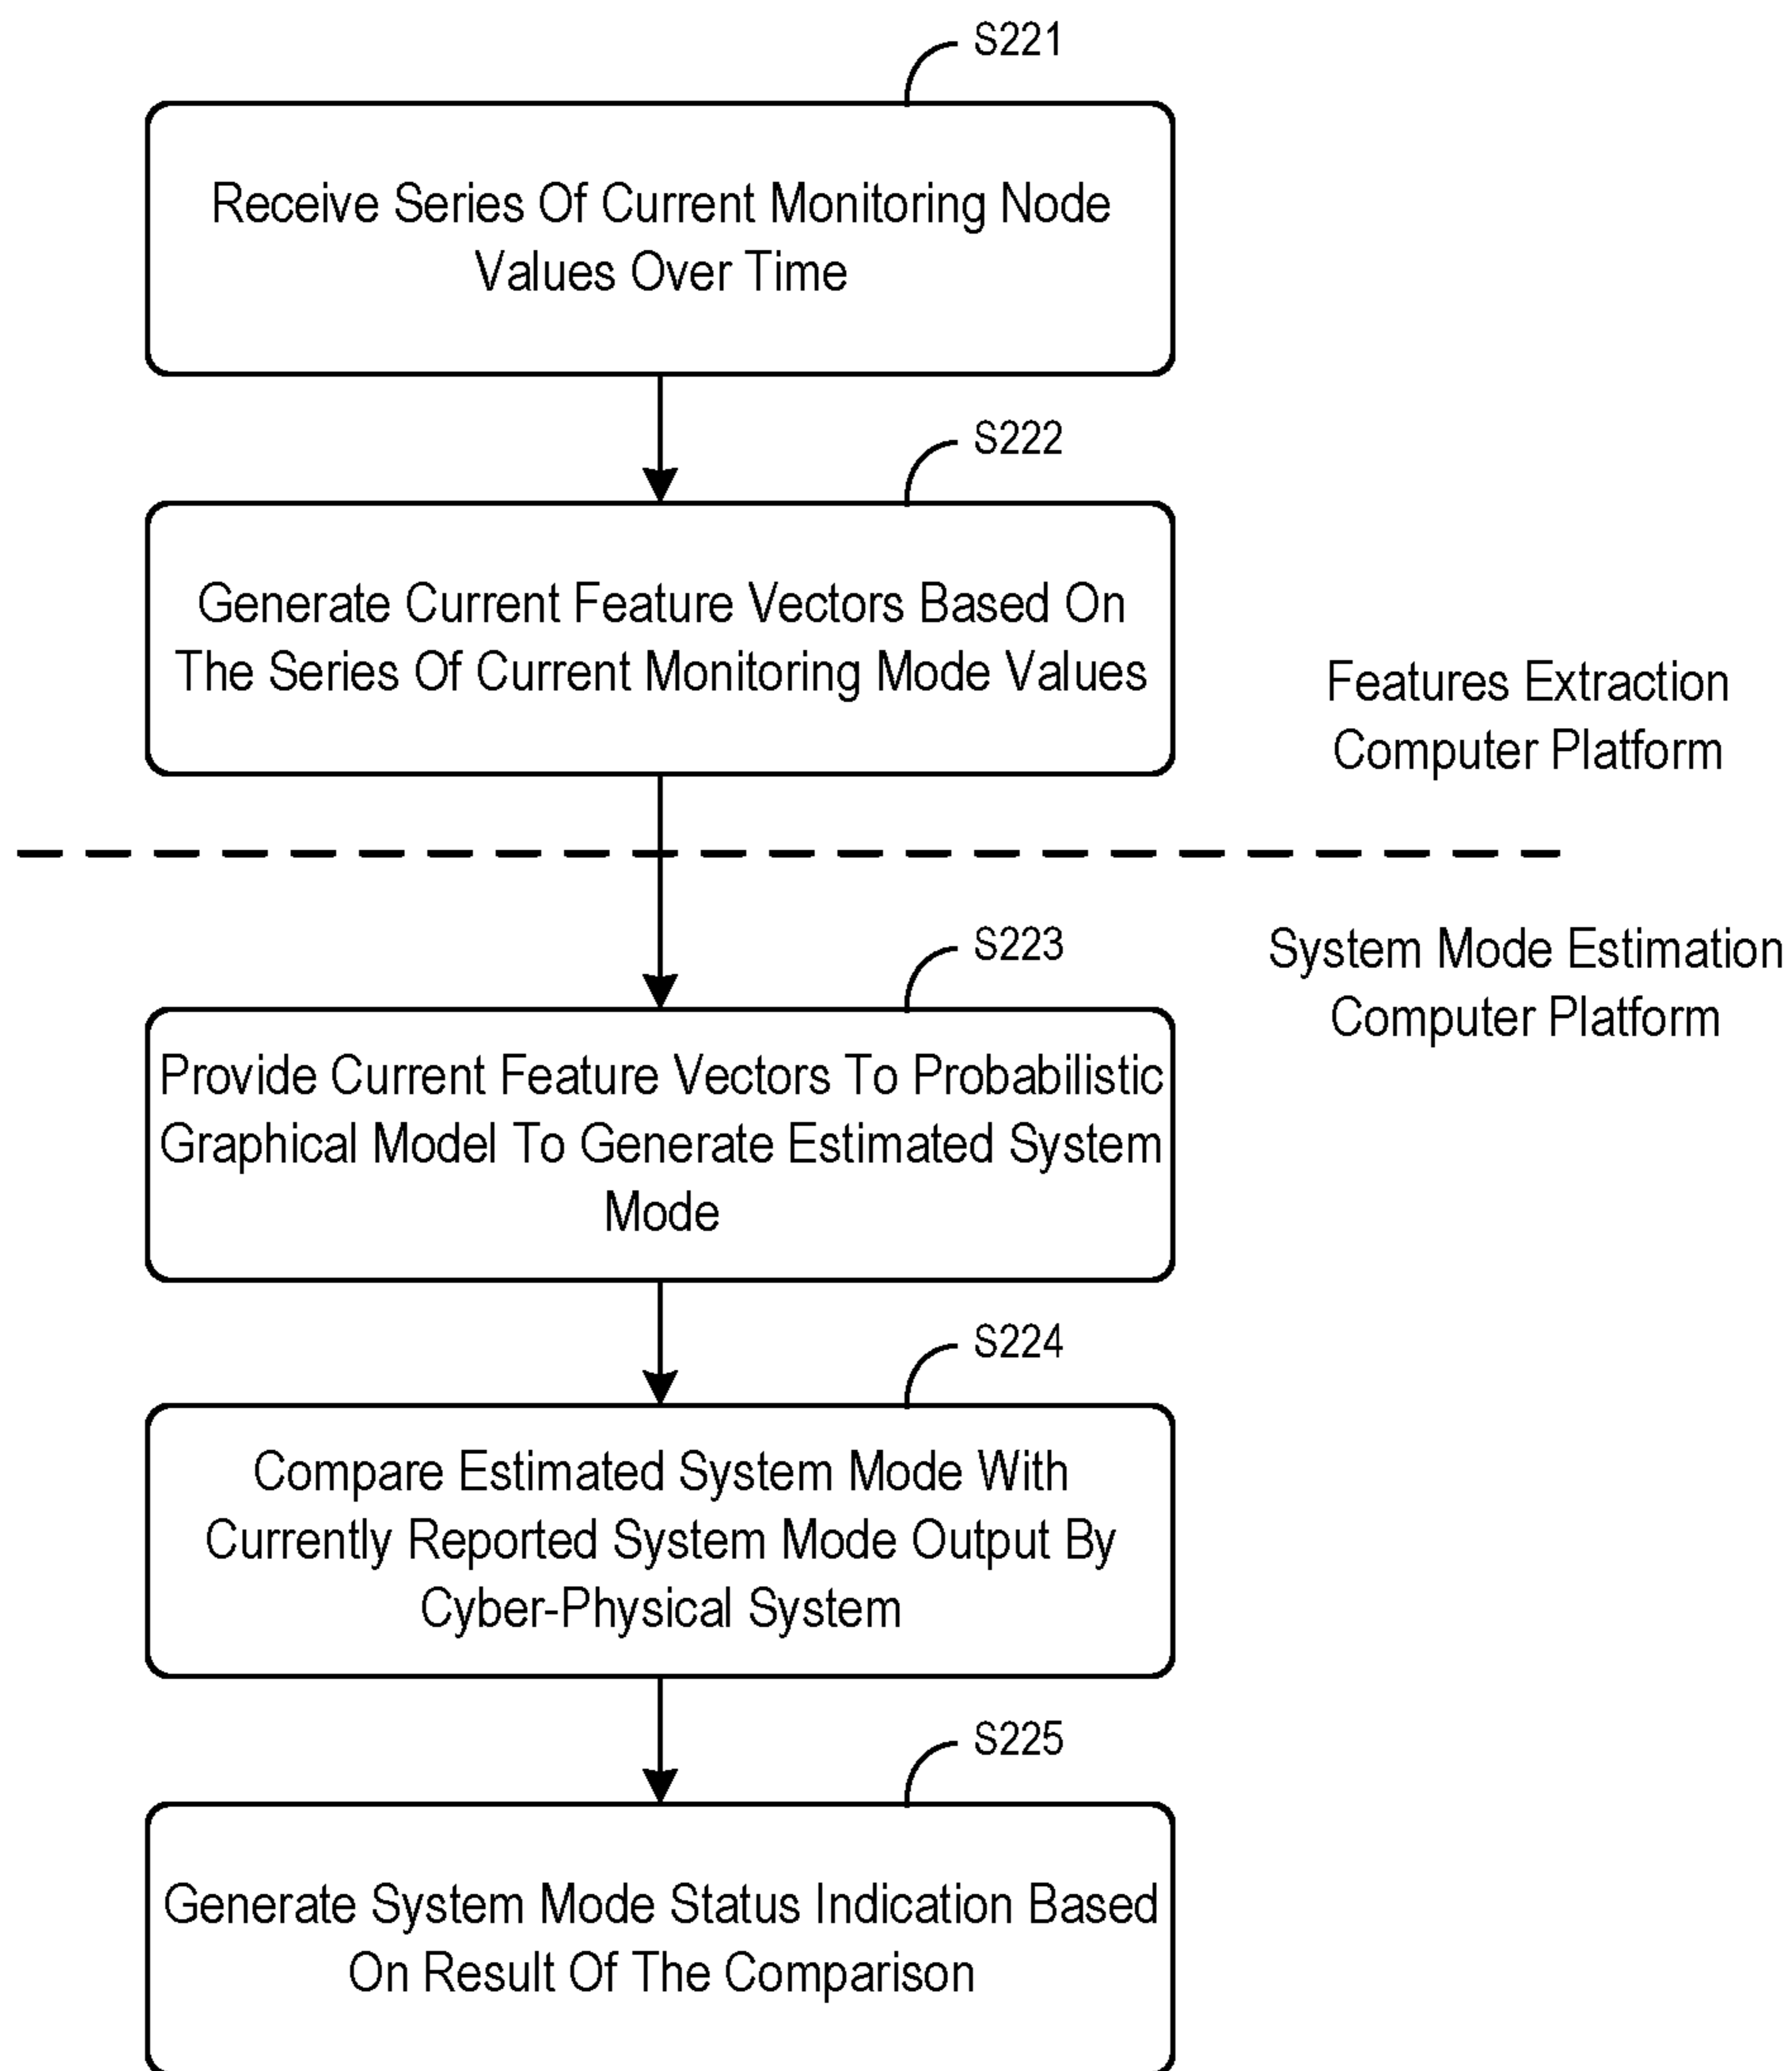 S221
Receive Series Of Current Monitoring Node
Values Over Time
S222
Generate Current Feature Vectors Based On
The Series Of Current Monitoring Mode Values
Features Extraction
Computer Platform
System Mode Estimation
Computer Platform
S223
Provide Current Feature Vectors To Probabilistic
Graphical Model To Generate Estimated System
Mode
S224
Compare Estimated System Mode With
Currently Reported System Mode Output By
Cyber-Physical System
S225
Generate System Mode Status Indication Based
On Result Of The Comparison